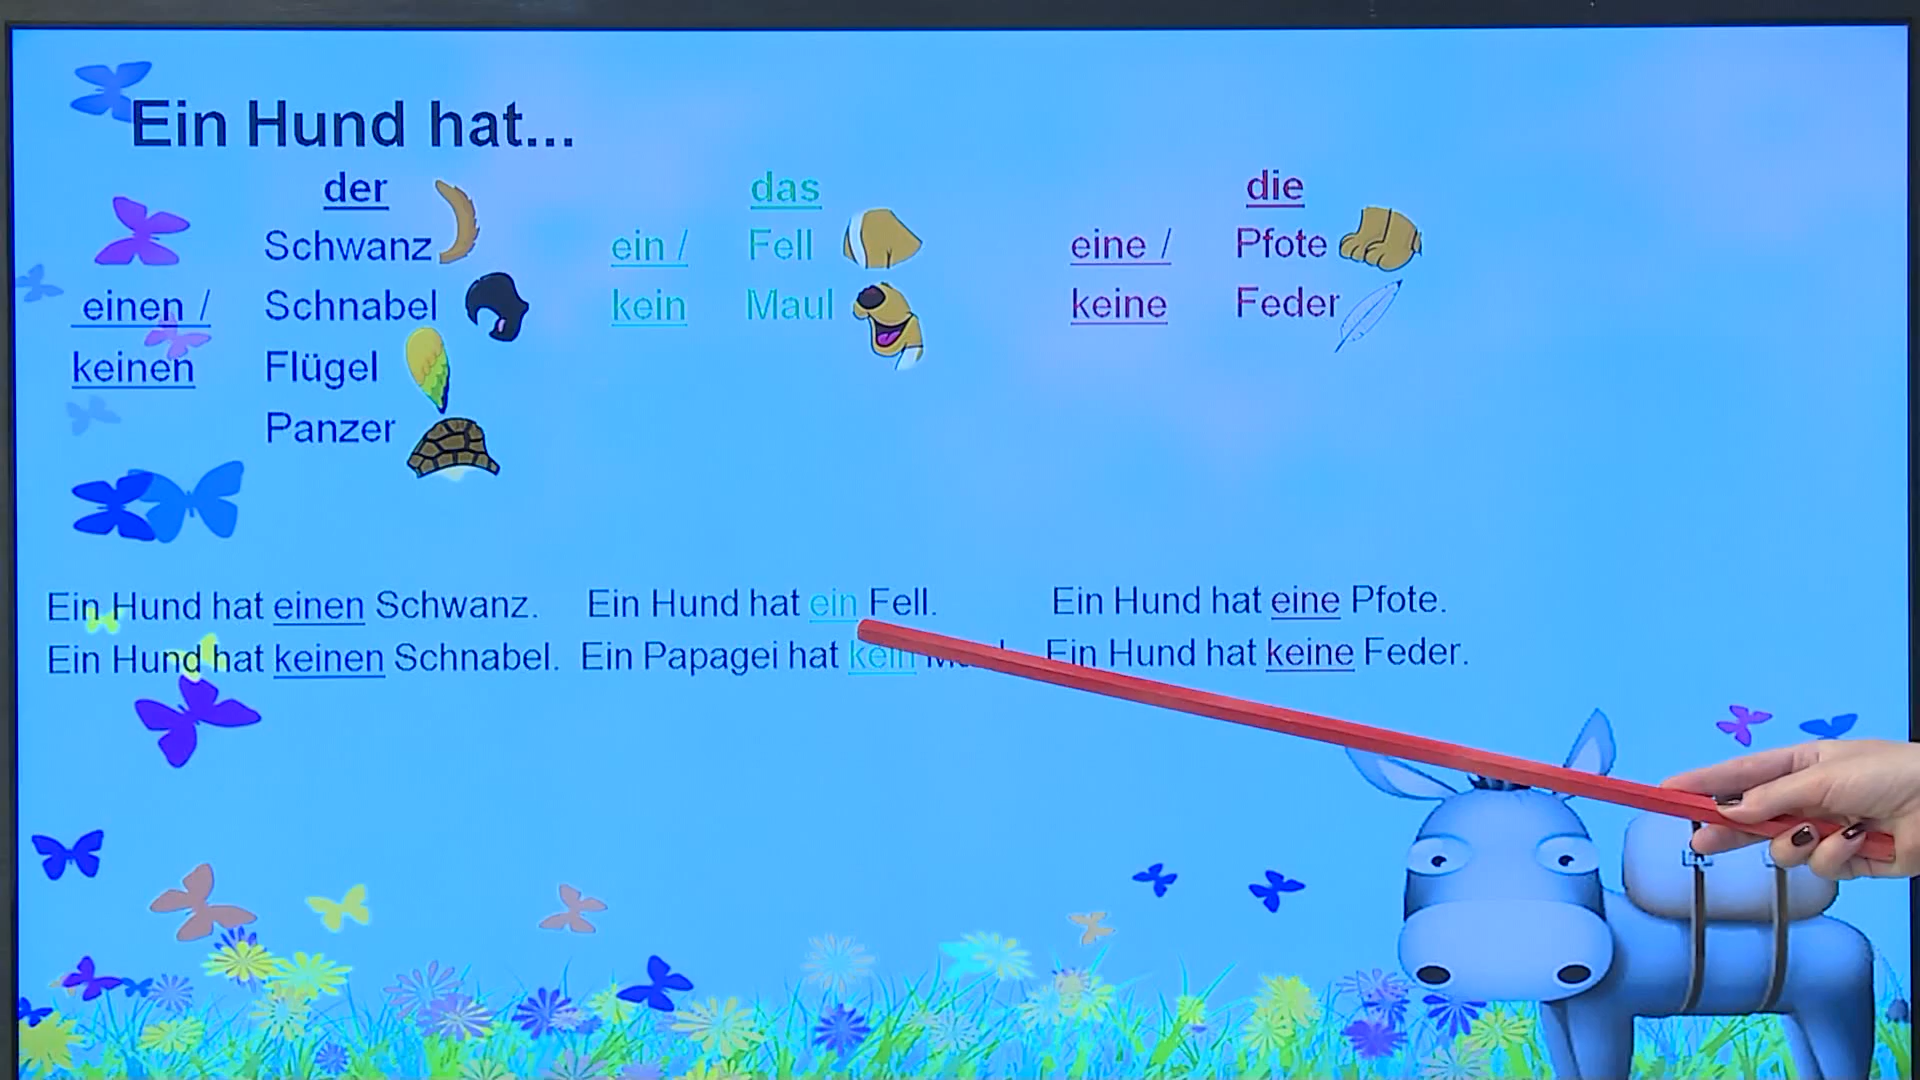 Ein Hund hat...
der
Schwanz
einen / Schnabel
keinen Flügel
Panzer
das
ein / Fell
kein Maul
die
eine / Pfote
keine Feder
Ein Hund hat einen Schwanz.
Ein Hund hat keinen Schnabel.
Ein Hund hat ein Fell.
Ein Papagei hat kein
Ein Hund hat eine Pfote.
Ein Hund hat keine Feder.